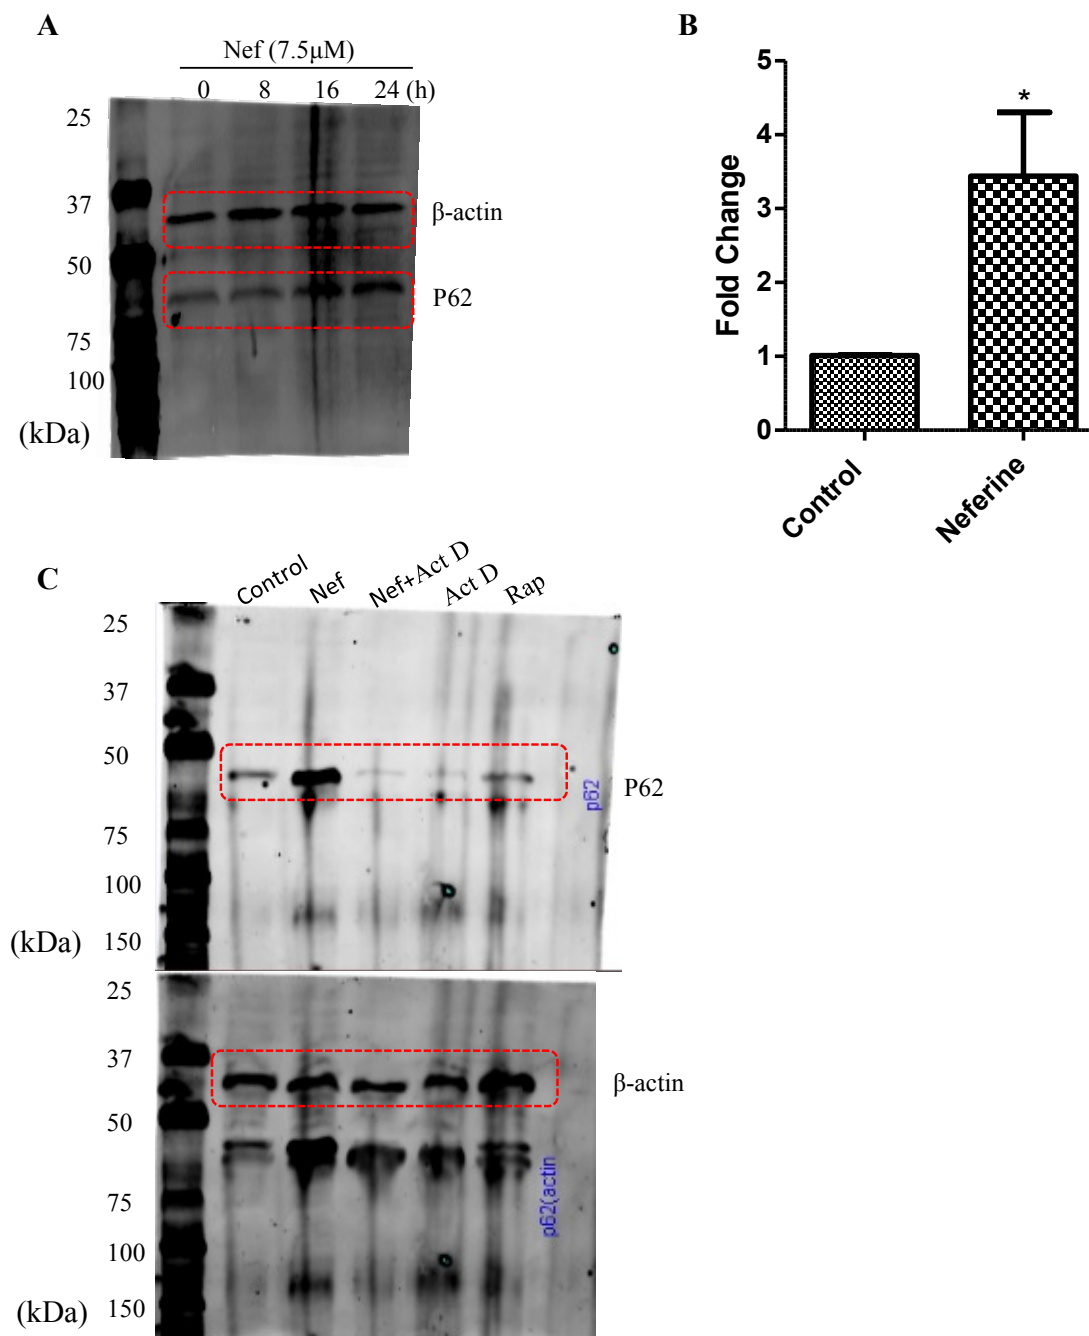 A
Nef (7.5μM)
0 8 16 24 (h)
25
37
50
75
100
(kDa)
β-actin
P62
B
5
4
3
2
1
0
Fold Change
*
Control
Neferine
C
Control Nef Nef+Act D Act D Rap
25
37
50
75
100
(kDa) 150
p62
P62
25
37
50
75
100
(kDa) 150
β-actin
p62(actin